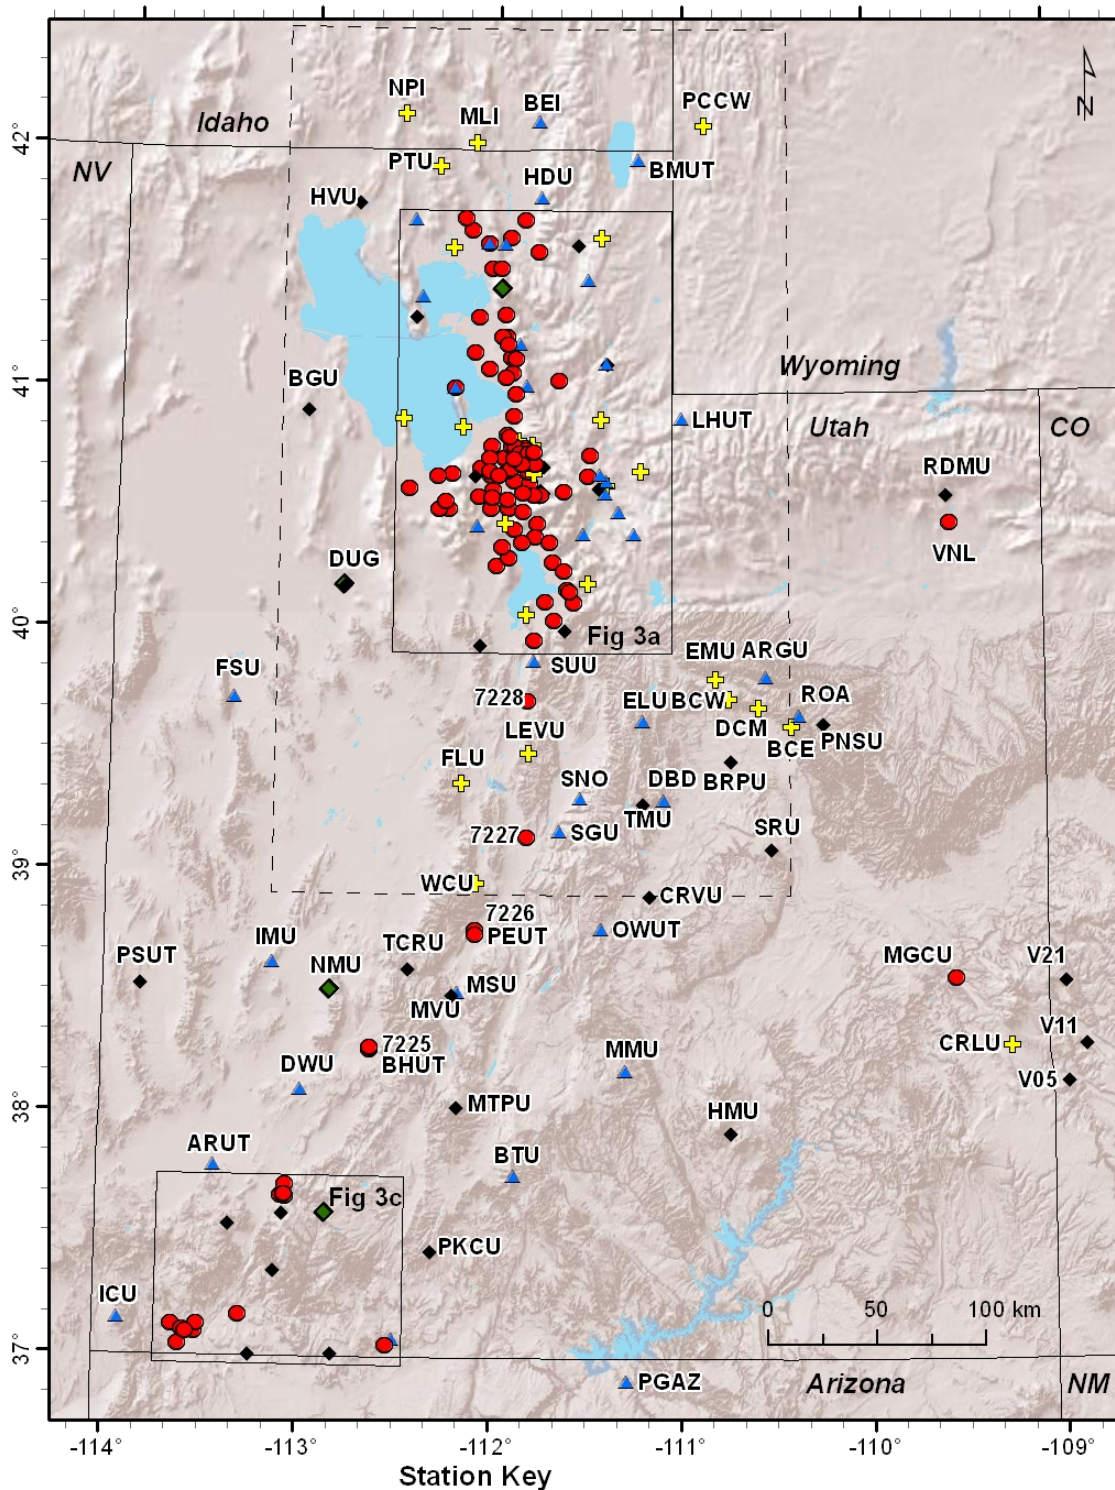 NPI
BEI
PCCW
MLI
Idaho
42°
NV
PTU
BMUT
HDU
HVU
Wyoming
41°
BGU
LHUT
Utah
CO
RDMU
DUG
VNL
40°
Fig 3a
EMU ARGU
FSU
SUU
7228
ELU BCW
ROA
LEVU
DCM
PNSU
BCE
FLU
SNO
DBD
BRPU
TMU
7227
SGU
SRU
39°
WCU
CRVU
7226
PEUT
OWUT
IMU
TCRU
PSUT
NMU
MGCU
V21
MSU
MVU
7225
V11
BHUT
CRLU
DWU
MMU
V05
38°
MTPU
HMU
ARUT
BTU
Fig 3c
PKCU
ICU
0 50 100 km
37°
PGAZ
Arizona
NM
-114° -113° -112° -111° -110° -109°
Station Key
N